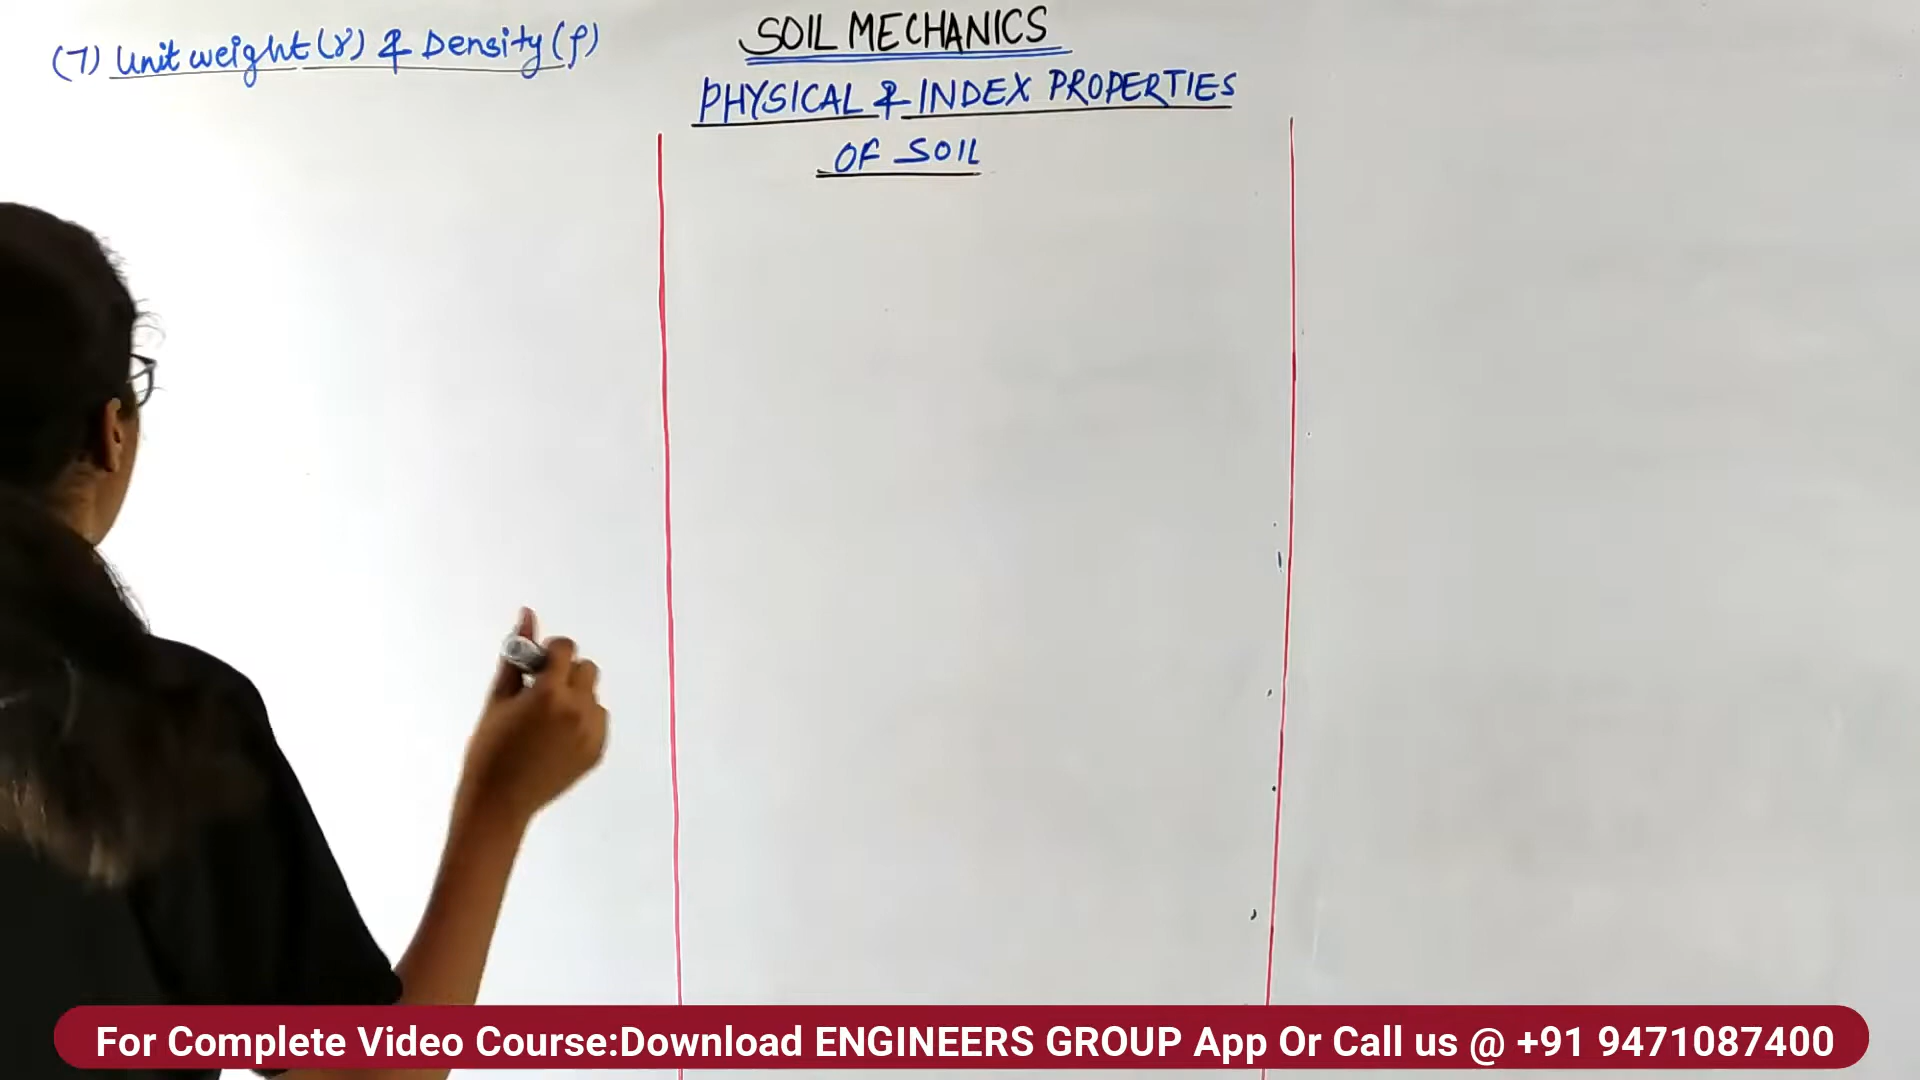 SOIL MECHANICS
PHYSICAL & INDEX PROPERTIES
OF SOIL
(7) Unit weight (γ) & Density (ρ)
For Complete Video Course:Download ENGINEERS GROUP App Or Call us @ +91 9471087400